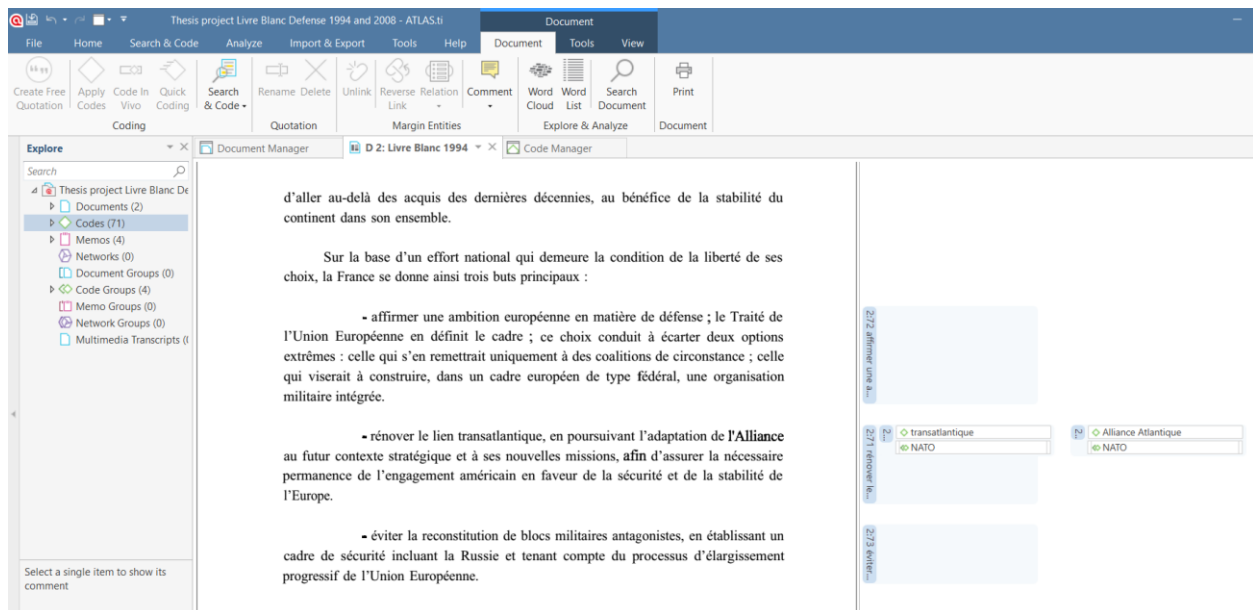 Thesis project Livre Blanc Defense 1994 and 2008 - ATLAS.ti
Document
File Home Search & Code Analyze Import & Export Tools Help Document Tools View
Create Free Quotation
Apply Codes
Code In Vivo
Quick Coding
Search & Code
Rename Delete Unlink
Reverse Link
Relation Comment
Word Cloud
Word List
Search Document
Print
Coding Quotation Margin Entities Explore & Analyze Document
Explore
Document Manager
D 2: Livre Blanc 1994
Code Manager
Search
Thesis project Livre Blanc De
Documents (2)
Codes (71)
Memos (4)
Networks (0)
Document Groups (0)
Code Groups (4)
Memo Groups (0)
Network Groups (0)
Multimedia Transcripts (
Select a single item to show its
comment
d'aller au-delà des acquis des dernières décennies, au bénéfice de la stabilité du
continent dans son ensemble.
Sur la base d'un effort national qui demeure la condition de la liberté de ses
choix, la France se donne ainsi trois buts principaux :
- affirmer une ambition européenne en matière de défense ; le Traité de
l'Union Européenne en définit le cadre ; ce choix conduit à écarter deux options
extrêmes : celle qui s'en remettrait uniquement à des coalitions de circonstance ; celle
qui viserait à construire, dans un cadre européen de type fédéral, une organisation
militaire intégrée.
- rénover le lien transatlantique, en poursuivant l'adaptation de l'Alliance
au futur contexte stratégique et à ses nouvelles missions, afin d'assurer la nécessaire
permanence de l'engagement américain en faveur de la sécurité et de la stabilité de
l'Europe.
- éviter la reconstitution de blocs militaires antagonistes, en établissant un
cadre de sécurité incluant la Russie et tenant compte du processus d'élargissement
progressif de l'Union Européenne.
2:72 affirmer une a...
2:71 rénover le...
2...
transatlantique
NATO
2...
Alliance Atlantique
NATO
2:73 éviter...